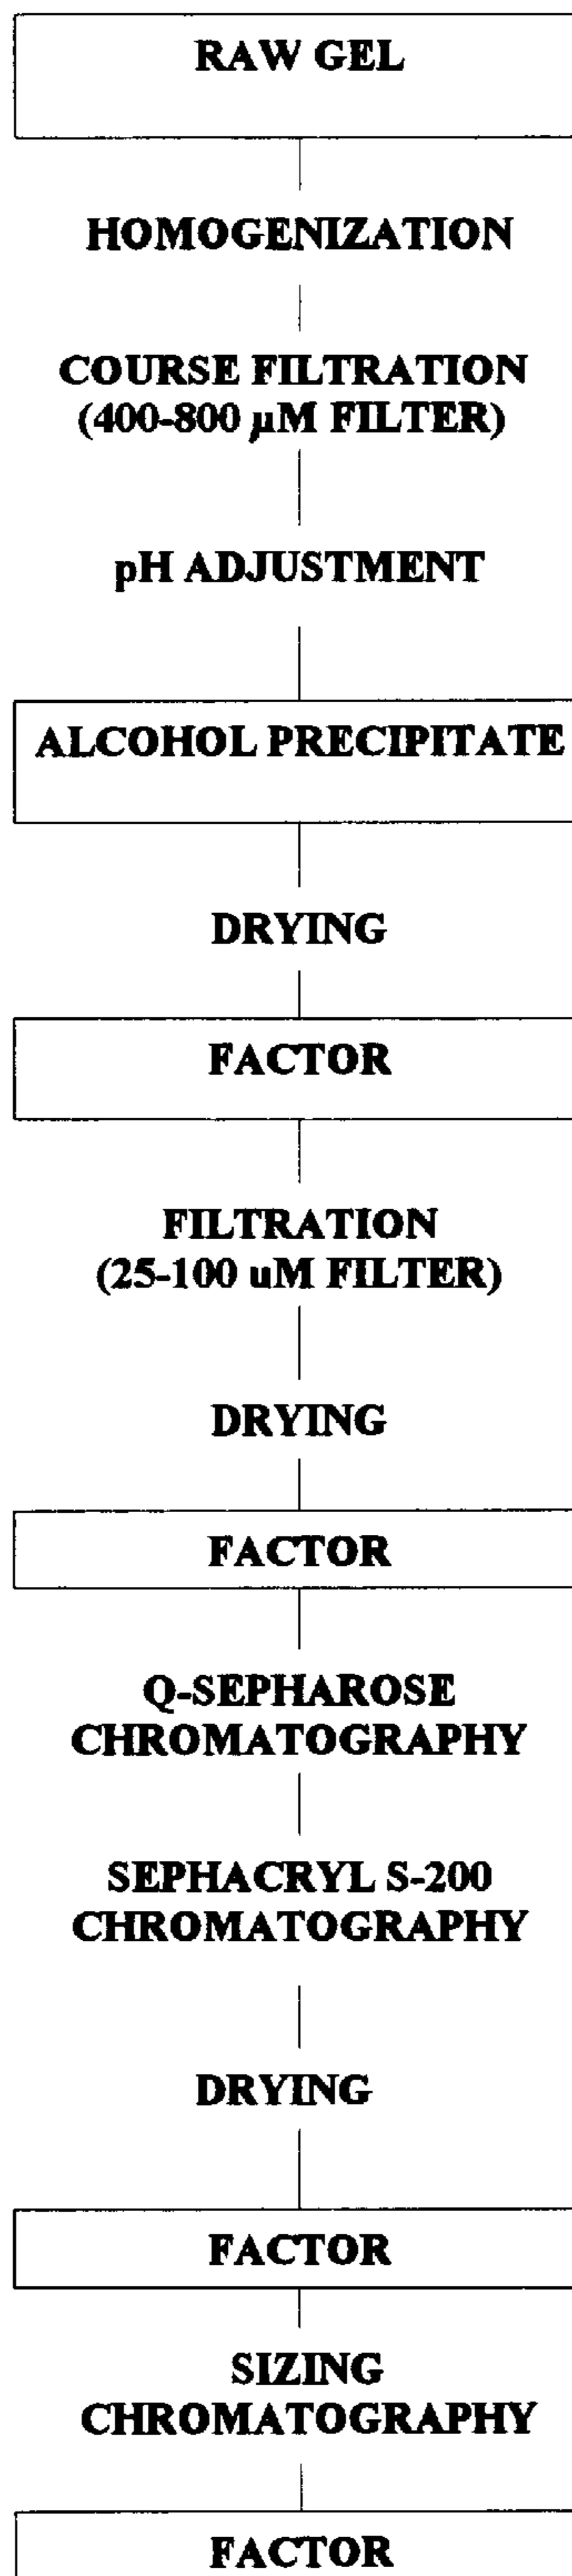 RAW GEL
HOMOGENIZATION
COURSE FILTRATION
(400-800 µM FILTER)
pH ADJUSTMENT
ALCOHOL PRECIPITATE
DRYING
FACTOR
FILTRATION
(25-100 uM FILTER)
DRYING
FACTOR
Q-SEPHAROSE
CHROMATOGRAPHY
SEPHACRYL S-200
CHROMATOGRAPHY
DRYING
FACTOR
SIZING
CHROMATOGRAPHY
FACTOR